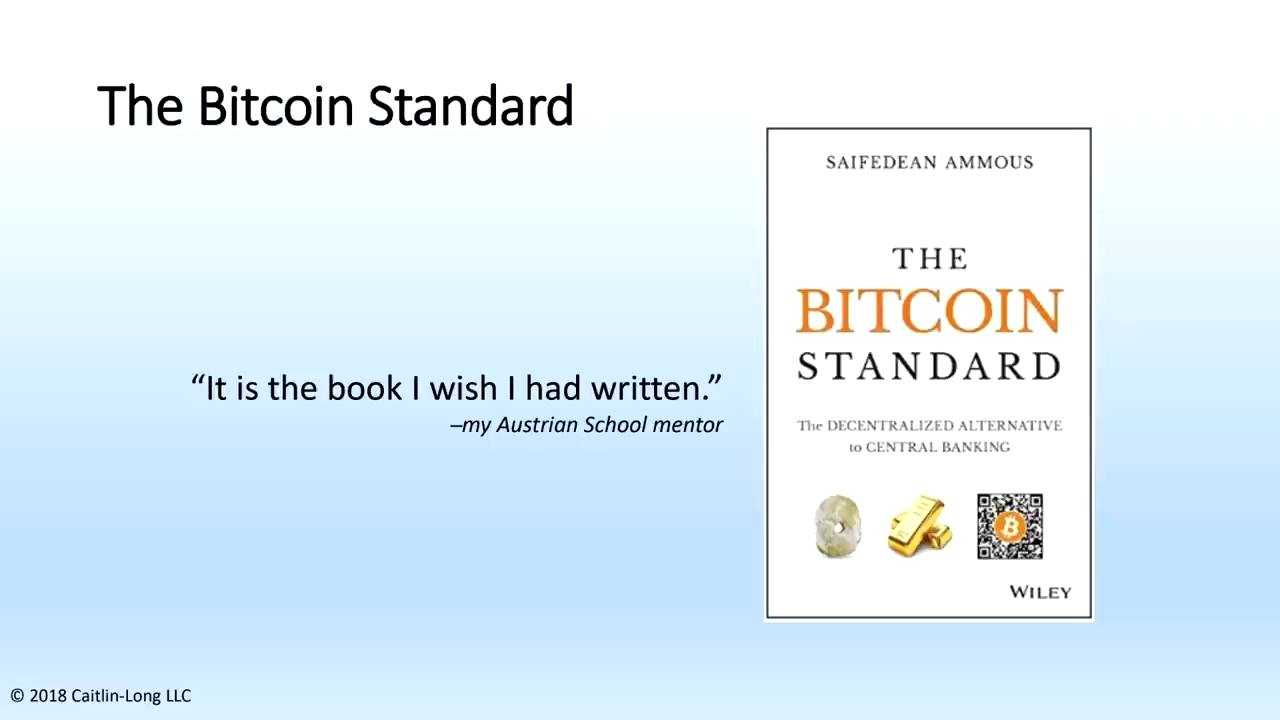 The Bitcoin Standard
“It is the book I wish I had written.”
–my Austrian School mentor
SAIFEDEAN AMMOUS
THE
BITCOIN
STANDARD
The DECENTRALIZED ALTERNATIVE
to CENTRAL BANKING
WILEY
© 2018 Caitlin-Long LLC